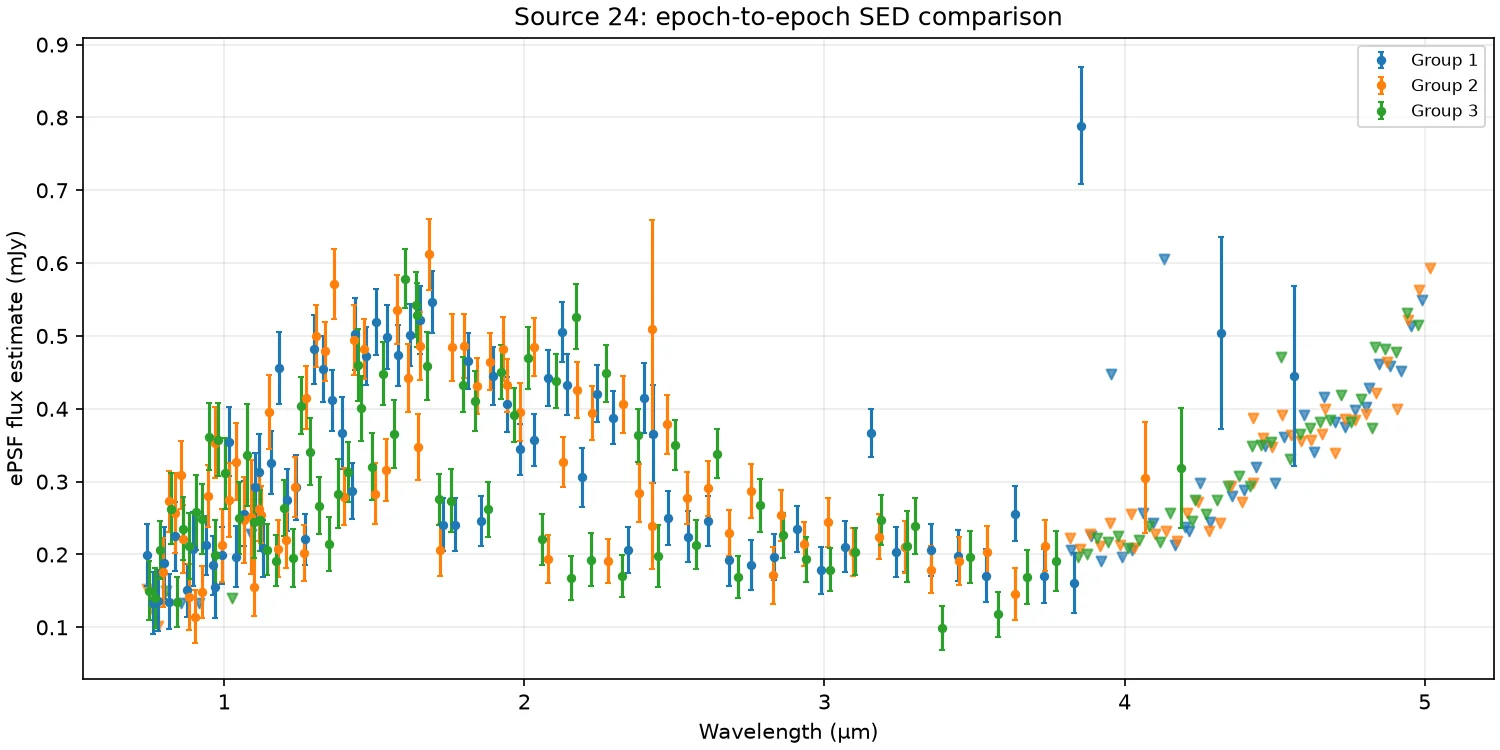 Source 24: epoch-to-epoch SED comparison
0.9
0.8
0.7
0.6
0.5
0.4
0.3
0.2
0.1
ePSF flux estimate (mJy)
Group 1
Group 2
Group 3
1
2
3
4
5
Wavelength (μm)